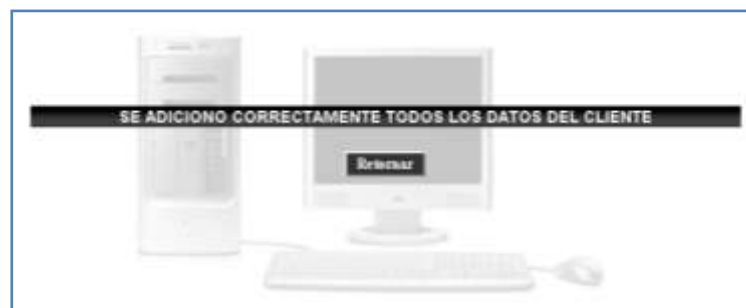 SE ADICIONO CORRECTAMENTE TODOS LOS DATOS DEL CLIENTE
Retornar